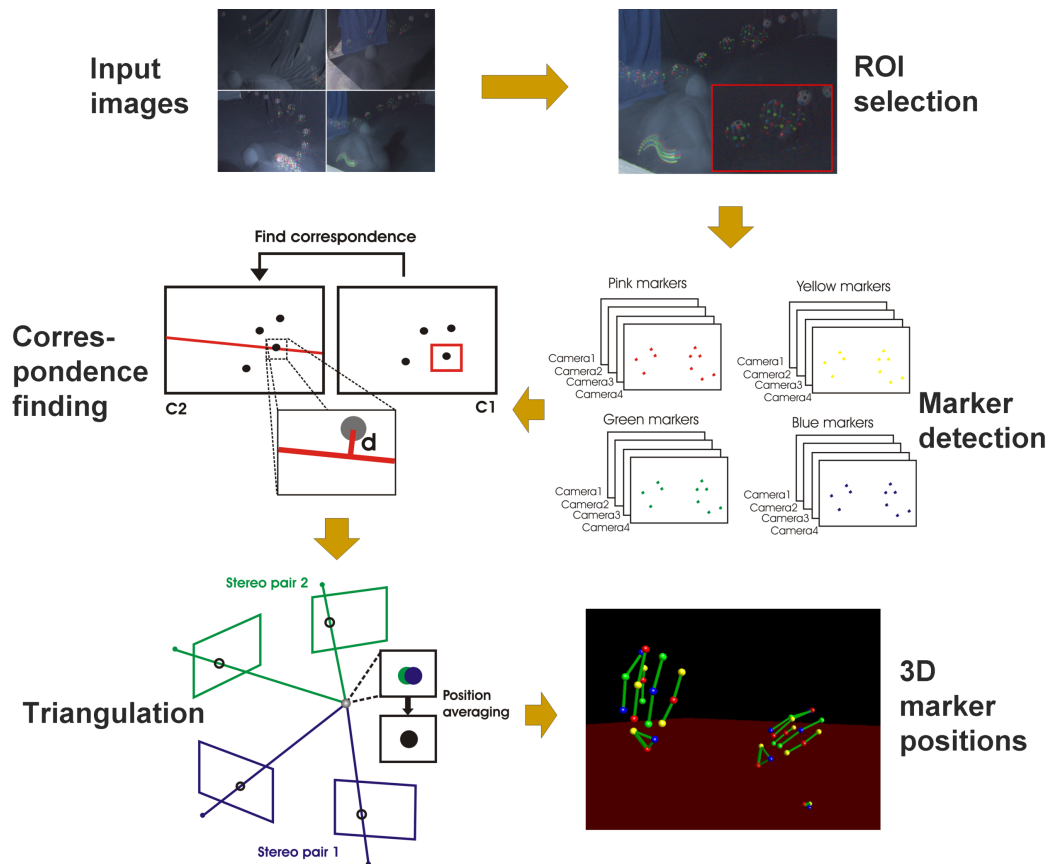 Input
images
ROI
selection
Find correspondence
C2
C1
d
Corres-
pondence
finding
Pink markers
Camera1
Camera2
Camera3
Camera4
Yellow markers
Camera1
Camera2
Camera3
Camera4
Green markers
Camera1
Camera2
Camera3
Camera4
Blue markers
Camera1
Camera2
Camera3
Camera4
Marker
detection
Stereo pair 2
Triangulation
Position
averaging
Stereo pair 1
3D
marker
positions